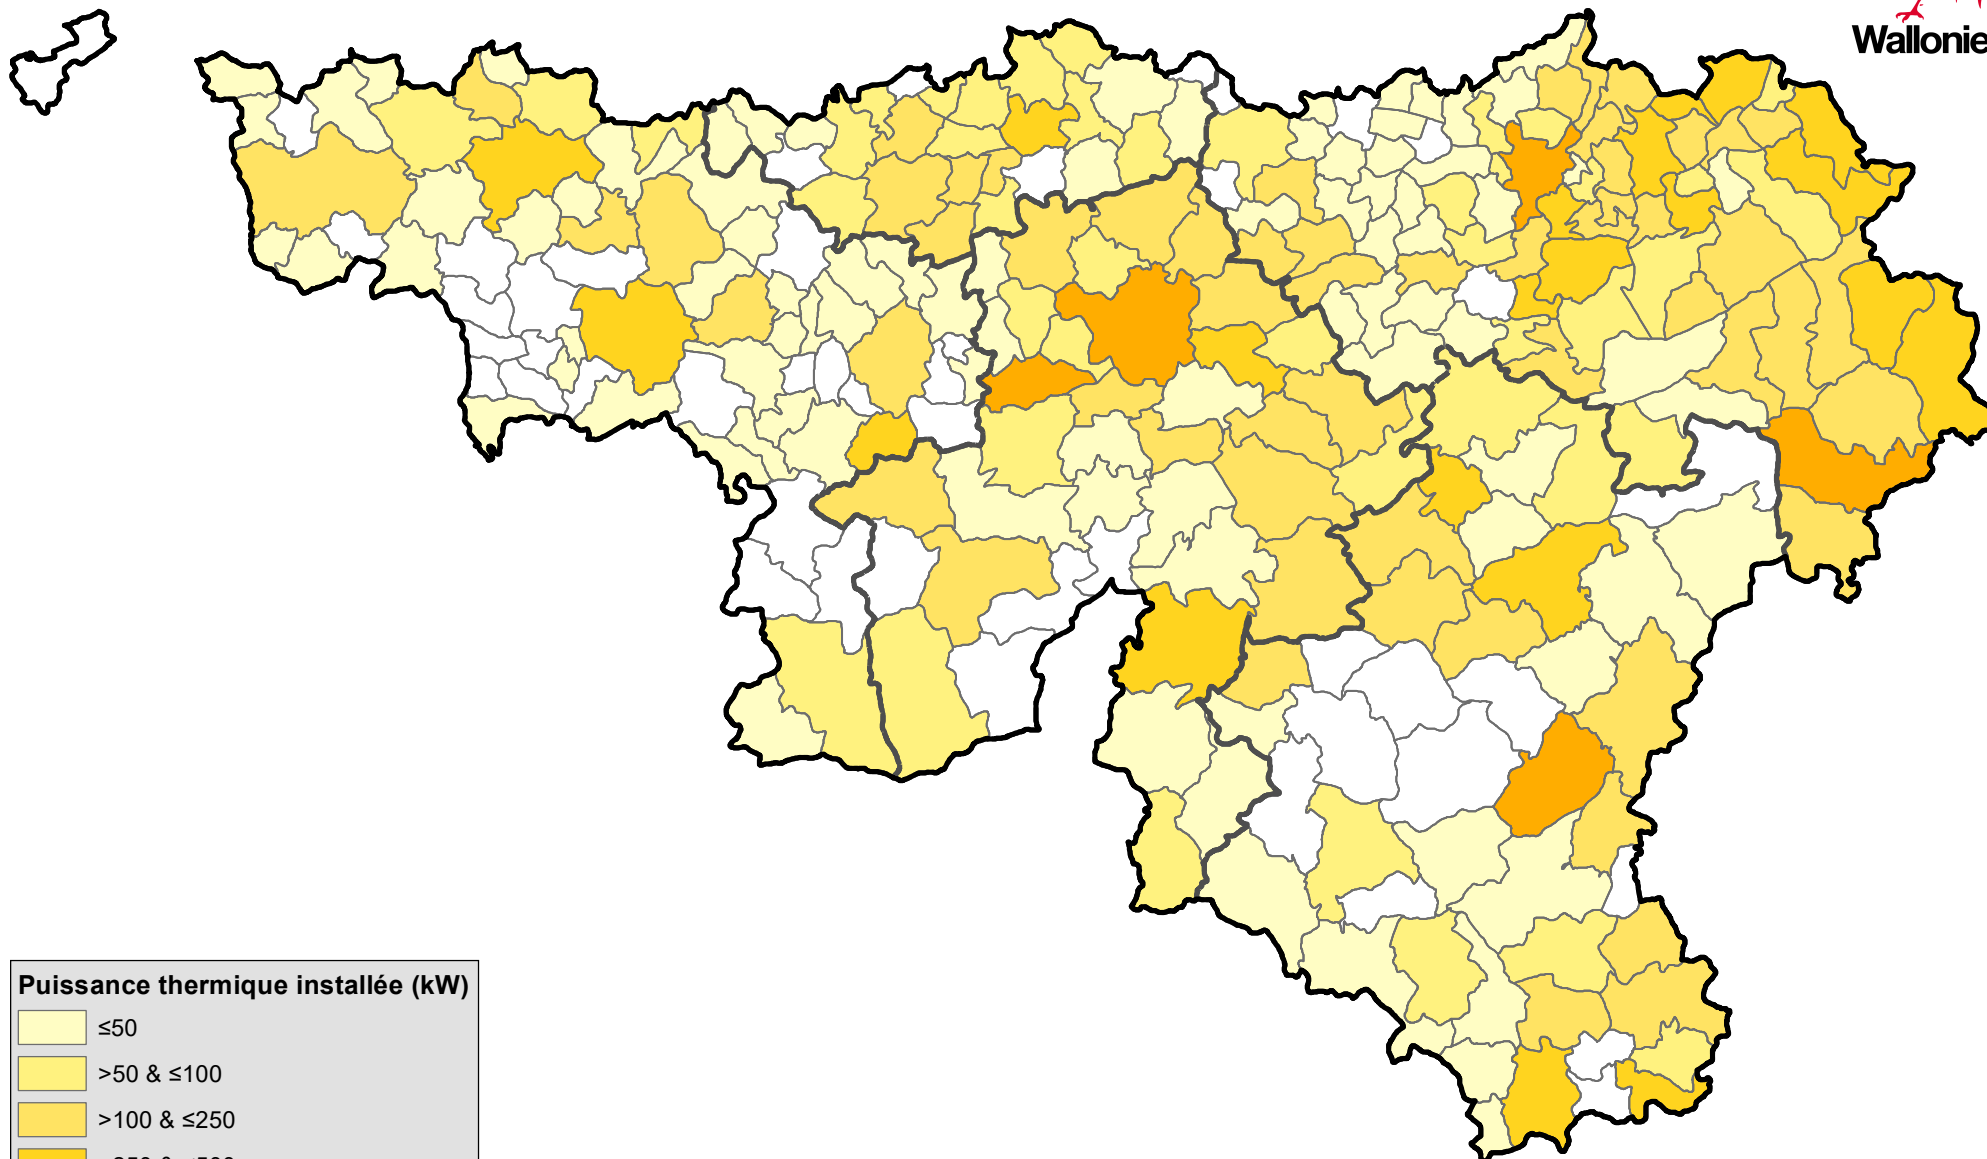 Wallonie
Puissance thermique installée (kW)
≤50
>50 & ≤100
>100 & ≤250